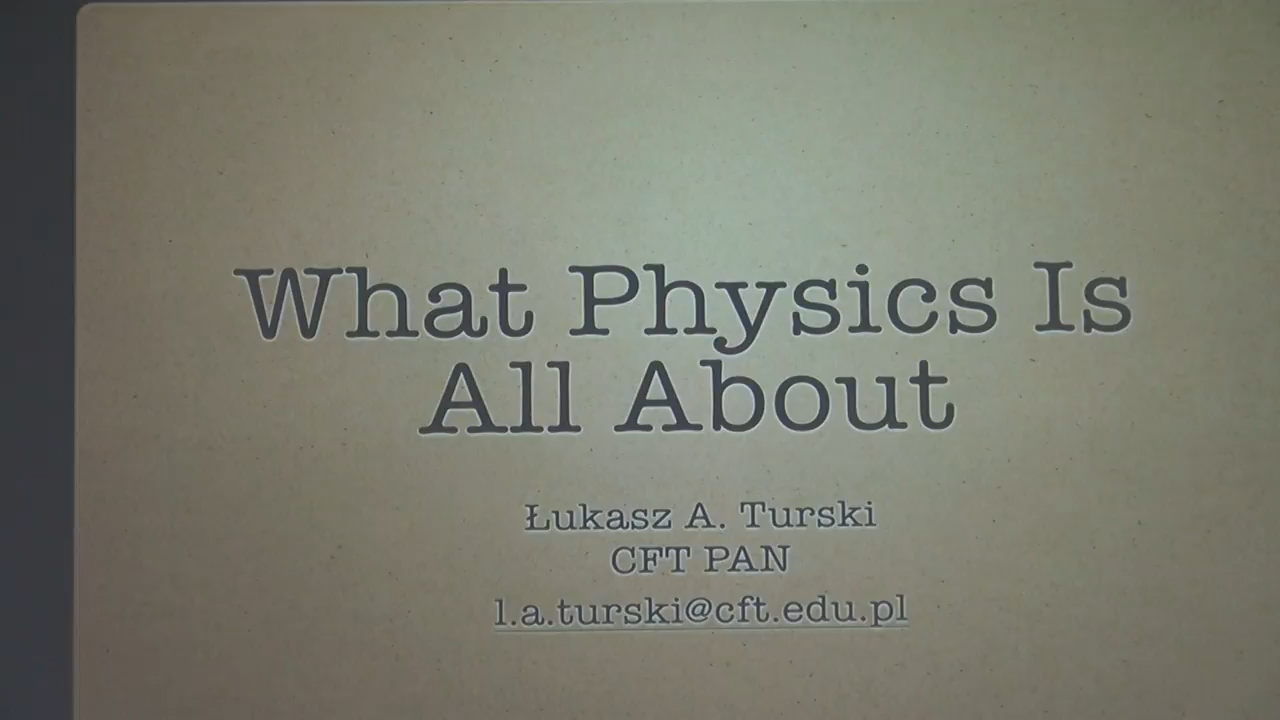 What Physics Is
All About
Łukasz A. Turski
CFT PAN
l.a.turski@cft.edu.pl